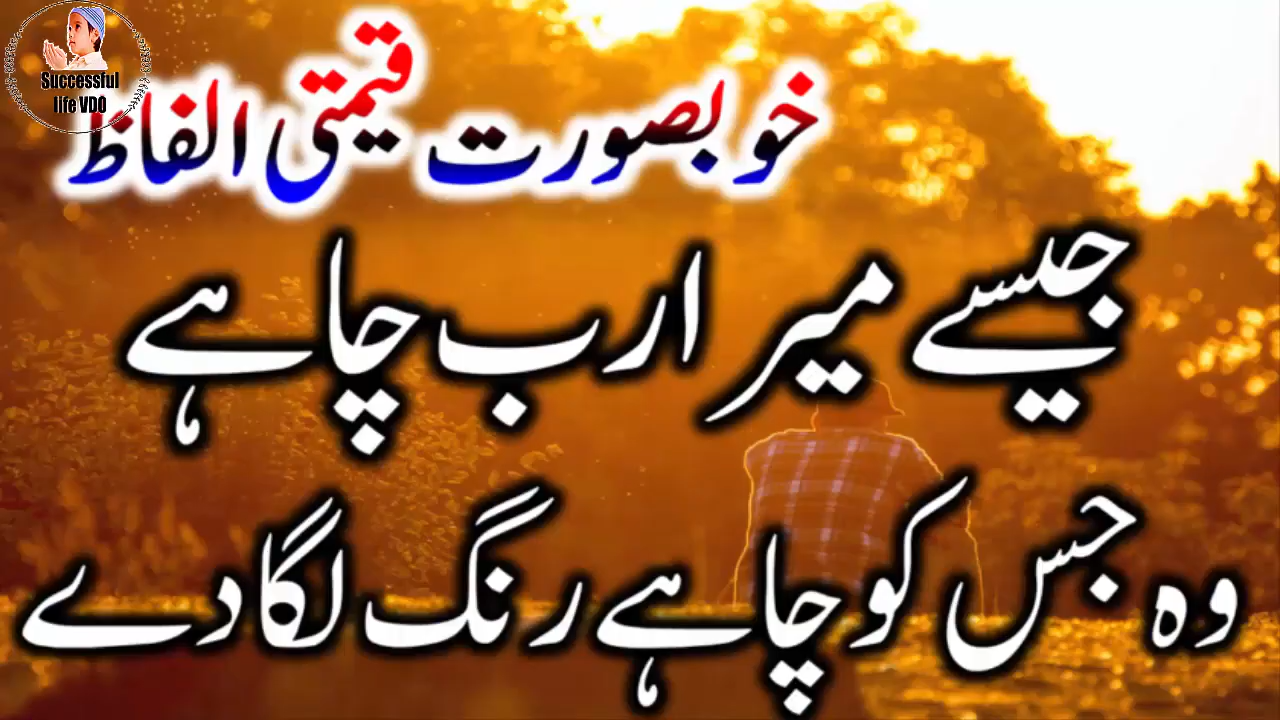 Successful
life VDO
خوبصورت قیمتی الفاظ
جیسے میرا رب چاہے
وہ جس کو چاہے رنگ لگا دے